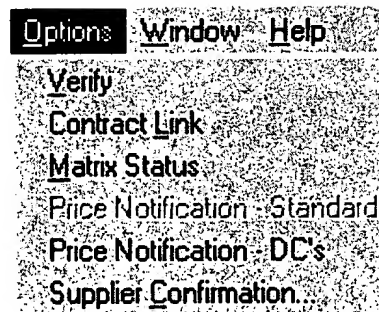 Options Window Help
Verify
Contract Link
Matrix Status
Price Notification - Standard
Price Notification - DC's
Supplier Confirmation...